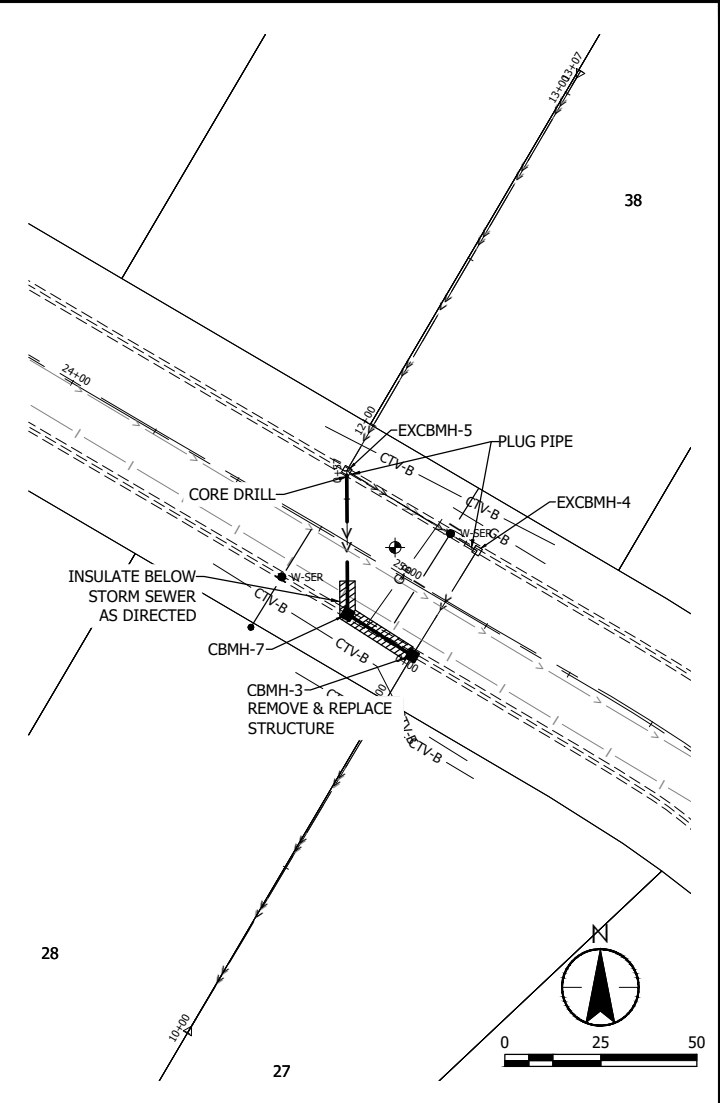 13+07
13+00
38
24+00
12+00
EXCBMH-5
PLUG PIPE
CTV-B
CORE DRILL
CTV-B
EXCBMH-4
W-SER
G-B
INSULATE BELOW
STORM SEWER
AS DIRECTED
W-SER
CTV-B
CBMH-7
CTV-B
CBMH-3
REMOVE & REPLACE
STRUCTURE
CTV-B
28
10+00
N
0 25 50
27